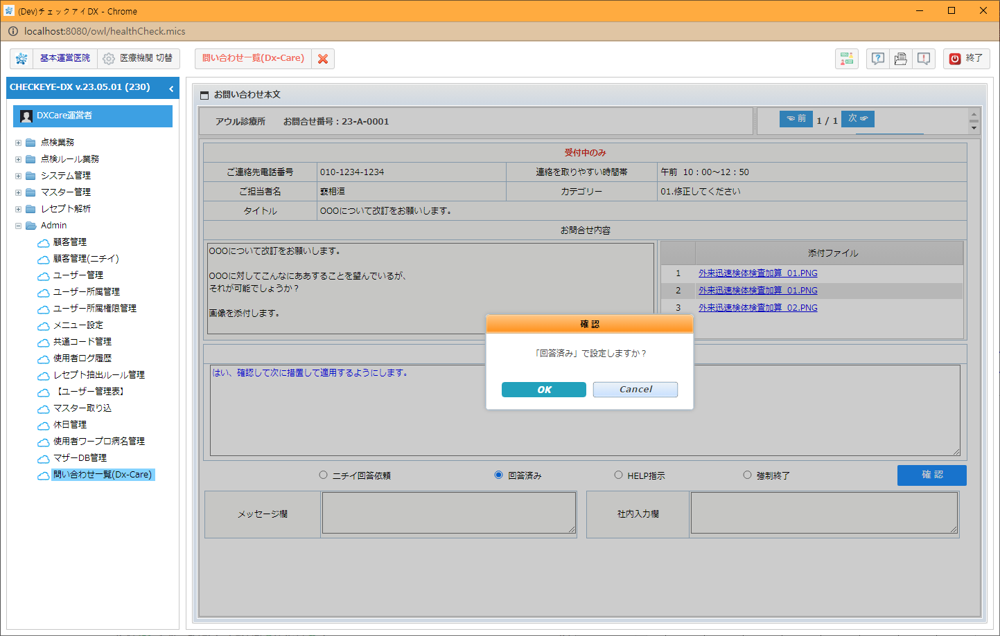 (Dev)チェックアイDX - Chrome
localhost:8080/owl/healthCheck.mics
基本運営医院
医療機関 切替
問い合わせ一覧(Dx-Care)
終了
CHECKEYE-DX v.23.05.01 (230)
DXCare運営者
点検業務
点検ルール業務
システム管理
マスター管理
レセプト解析
Admin
顧客管理
顧客管理(ニチイ)
ユーザー管理
ユーザー所属管理
ユーザー所属権限管理
メニュー設定
共通コード管理
使用者ログ履歴
レセプト抽出ルール管理
【ユーザー管理表】
マスター取り込
休日管理
使用者ワープロ病名管理
マザーDB管理
問い合わせ一覧(Dx-Care)
お問い合わせ本文
アウル診療所 お問合せ番号：23-A-0001
前 1 / 1 次
受付中のみ
ご連絡先電話番号 010-1234-1234 連絡を取りやすい時間帯 午前 10：00～12：50
ご担当者名 裵相洹 カテゴリー 01.修正してください
タイトル OOOについて改訂をお願いします。
お問合せ内容
OOOについて改訂をお願いします。
OOOに対してこんなにああすることを望んでいるが、
それが可能でしょうか？
画像を添付します。
添付ファイル
1 外来迅速検体検査加算_01.PNG
2 外来迅速検体検査加算_01.PNG
3 外来迅速検体検査加算_02.PNG
確 認
「回答済み」で設定しますか？
OK
Cancel
はい、確認して次に措置して適用するようにします。
ニチイ回答依頼
回答済み
HELP指示
強制終了
確 認
メッセージ欄
社内入力欄